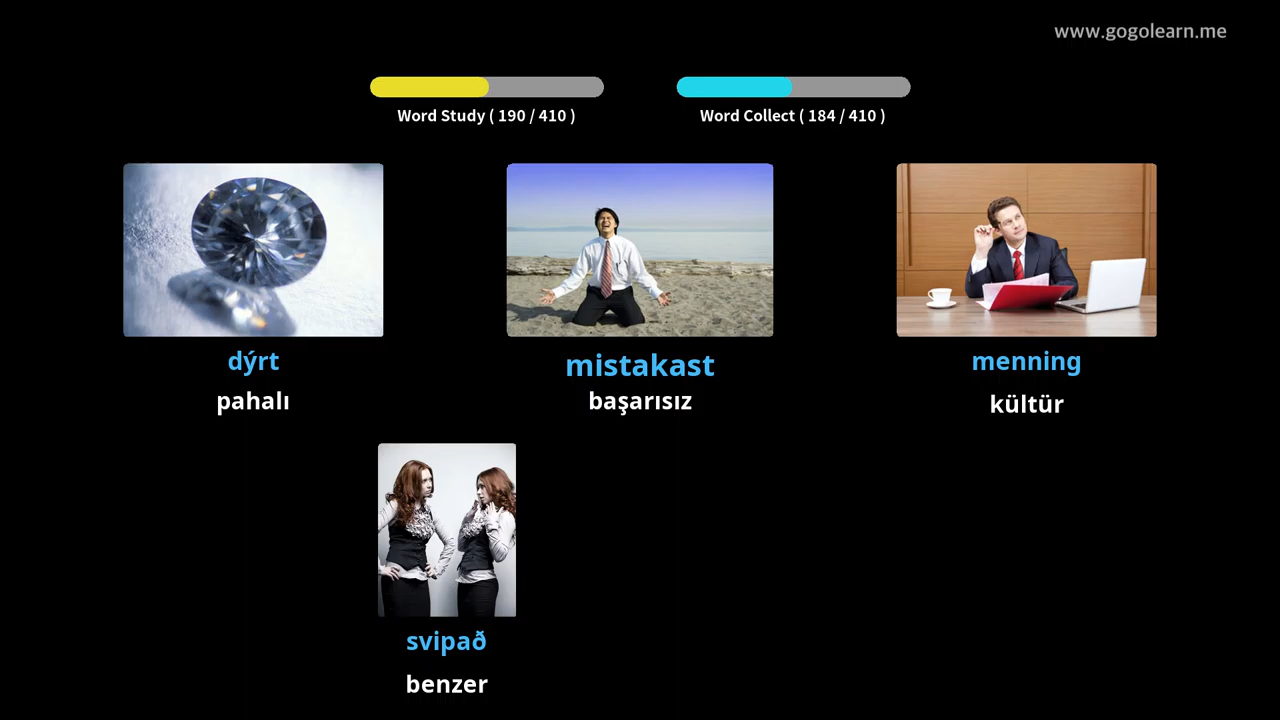 www.gogolearn.me
Word Study ( 190 / 410 )
Word Collect ( 184 / 410 )
dýrt
pahalı
mistakast
başarısız
menning
kültür
svipað
benzer